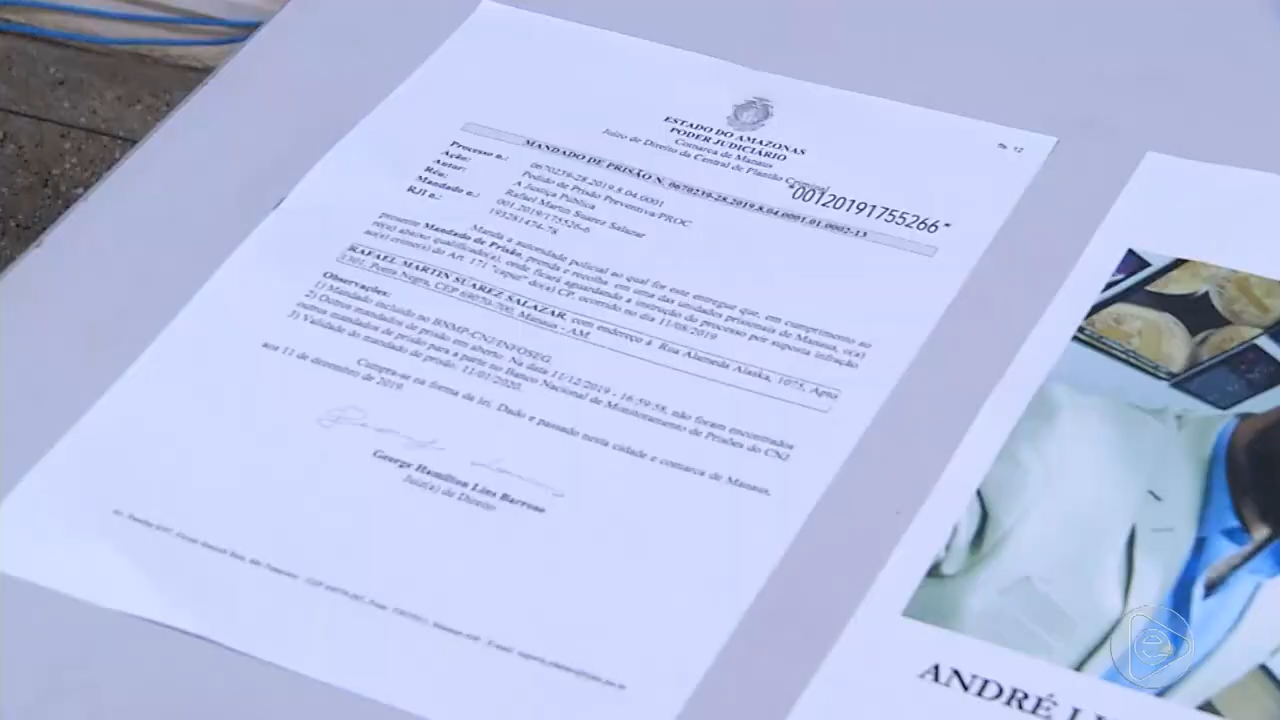 fls. 12
ESTADO DO AMAZONAS
PODER JUDICIÁRIO
Comarca de Manaus
Juízo de Direito da Central de Plantão Criminal
*00120191755266*
MANDADO DE PRISÃO N. 0670239-28.2019.8.04.0001.01.0002-13
Processo n.: 0670239-28.2019.8.04.0001
Ação: Pedido de Prisão Preventiva/PROC
Autor: A Justiça Pública
Réu: Rafael Martin Suarez Salazar
Mandado n.: 001.2019/175526-6
RJI n.: 193281474-78
Manda a autoridade policial ao qual for este entregue que, em cumprimento ao
presente Mandado de Prisão, prenda e recolha, em uma das unidades prisionais de Manaus, o(s)
réu(s) abaixo qualificado(a), onde ficará aguardando a instrução do processo por suposta infração
ao(s) crime(s) do Art. 171 "caput" do(a) CP, ocorrido no dia 11/08/2019
RAFAEL MARTIN SUAREZ SALAZAR, com endereço à Rua Alameda Alaska, 1075, Apto
1301, Ponta Negra, CEP 69070-700, Manaus - AM.
Observações:
1) Mandado incluído no BNMP-CNJ/INFOSEG
2) Outros mandados de prisão em aberto: Na data 11/12/2019 - 16:59:58, não foram encontrados
outros mandados de prisão para a parte no Banco Nacional de Monitoramento de Prisões do CNJ
3) Validade do mandado de prisão: 11/01/2020.
Cumpra-se na forma da lei. Dado e passado nesta cidade e comarca de Manaus,
aos 11 de dezembro de 2019.
George Hamilton Lins Barroso
Juiz(a) de Direito
ANDRÉ